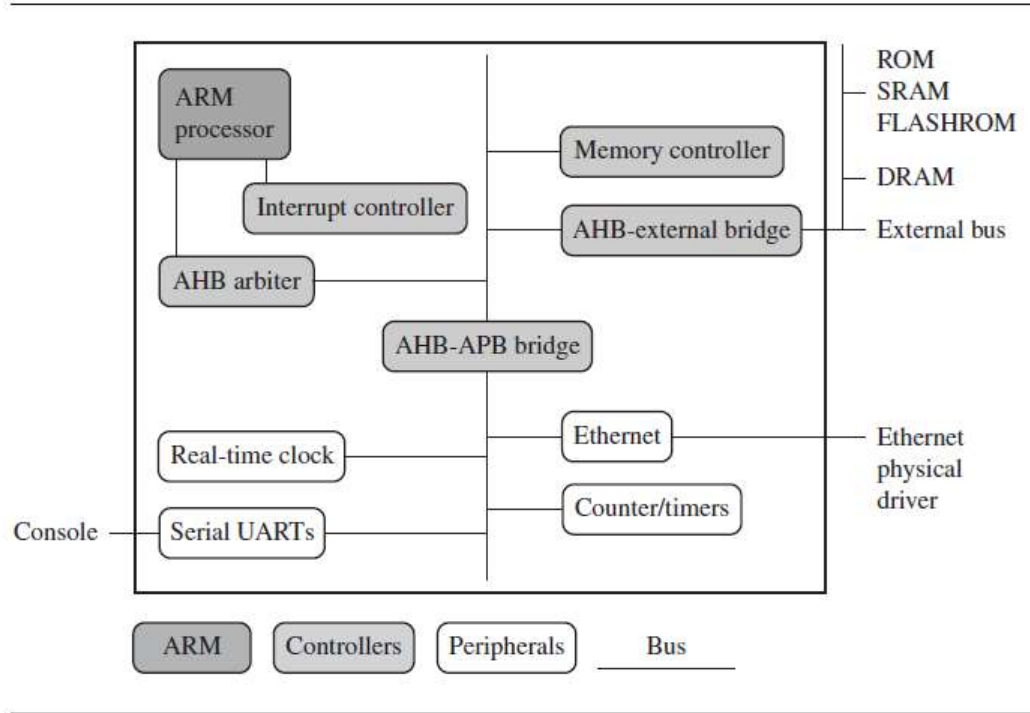 ARM
processor
Interrupt controller
AHB arbiter
Memory controller
AHB-external bridge
ROM
SRAM
FLASHROM
DRAM
External bus
AHB-APB bridge
Real-time clock
Console
Serial UARTs
Ethernet
Counter/timers
Ethernet
physical
driver
ARM
Controllers
Peripherals
Bus